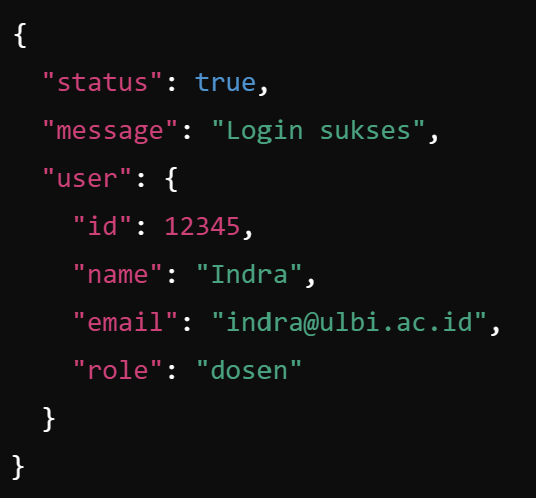 {
  "status": true,
  "message": "Login sukses",
  "user": {
    "id": 12345,
    "name": "Indra",
    "email": "indra@ulbi.ac.id",
    "role": "dosen"
  }
}